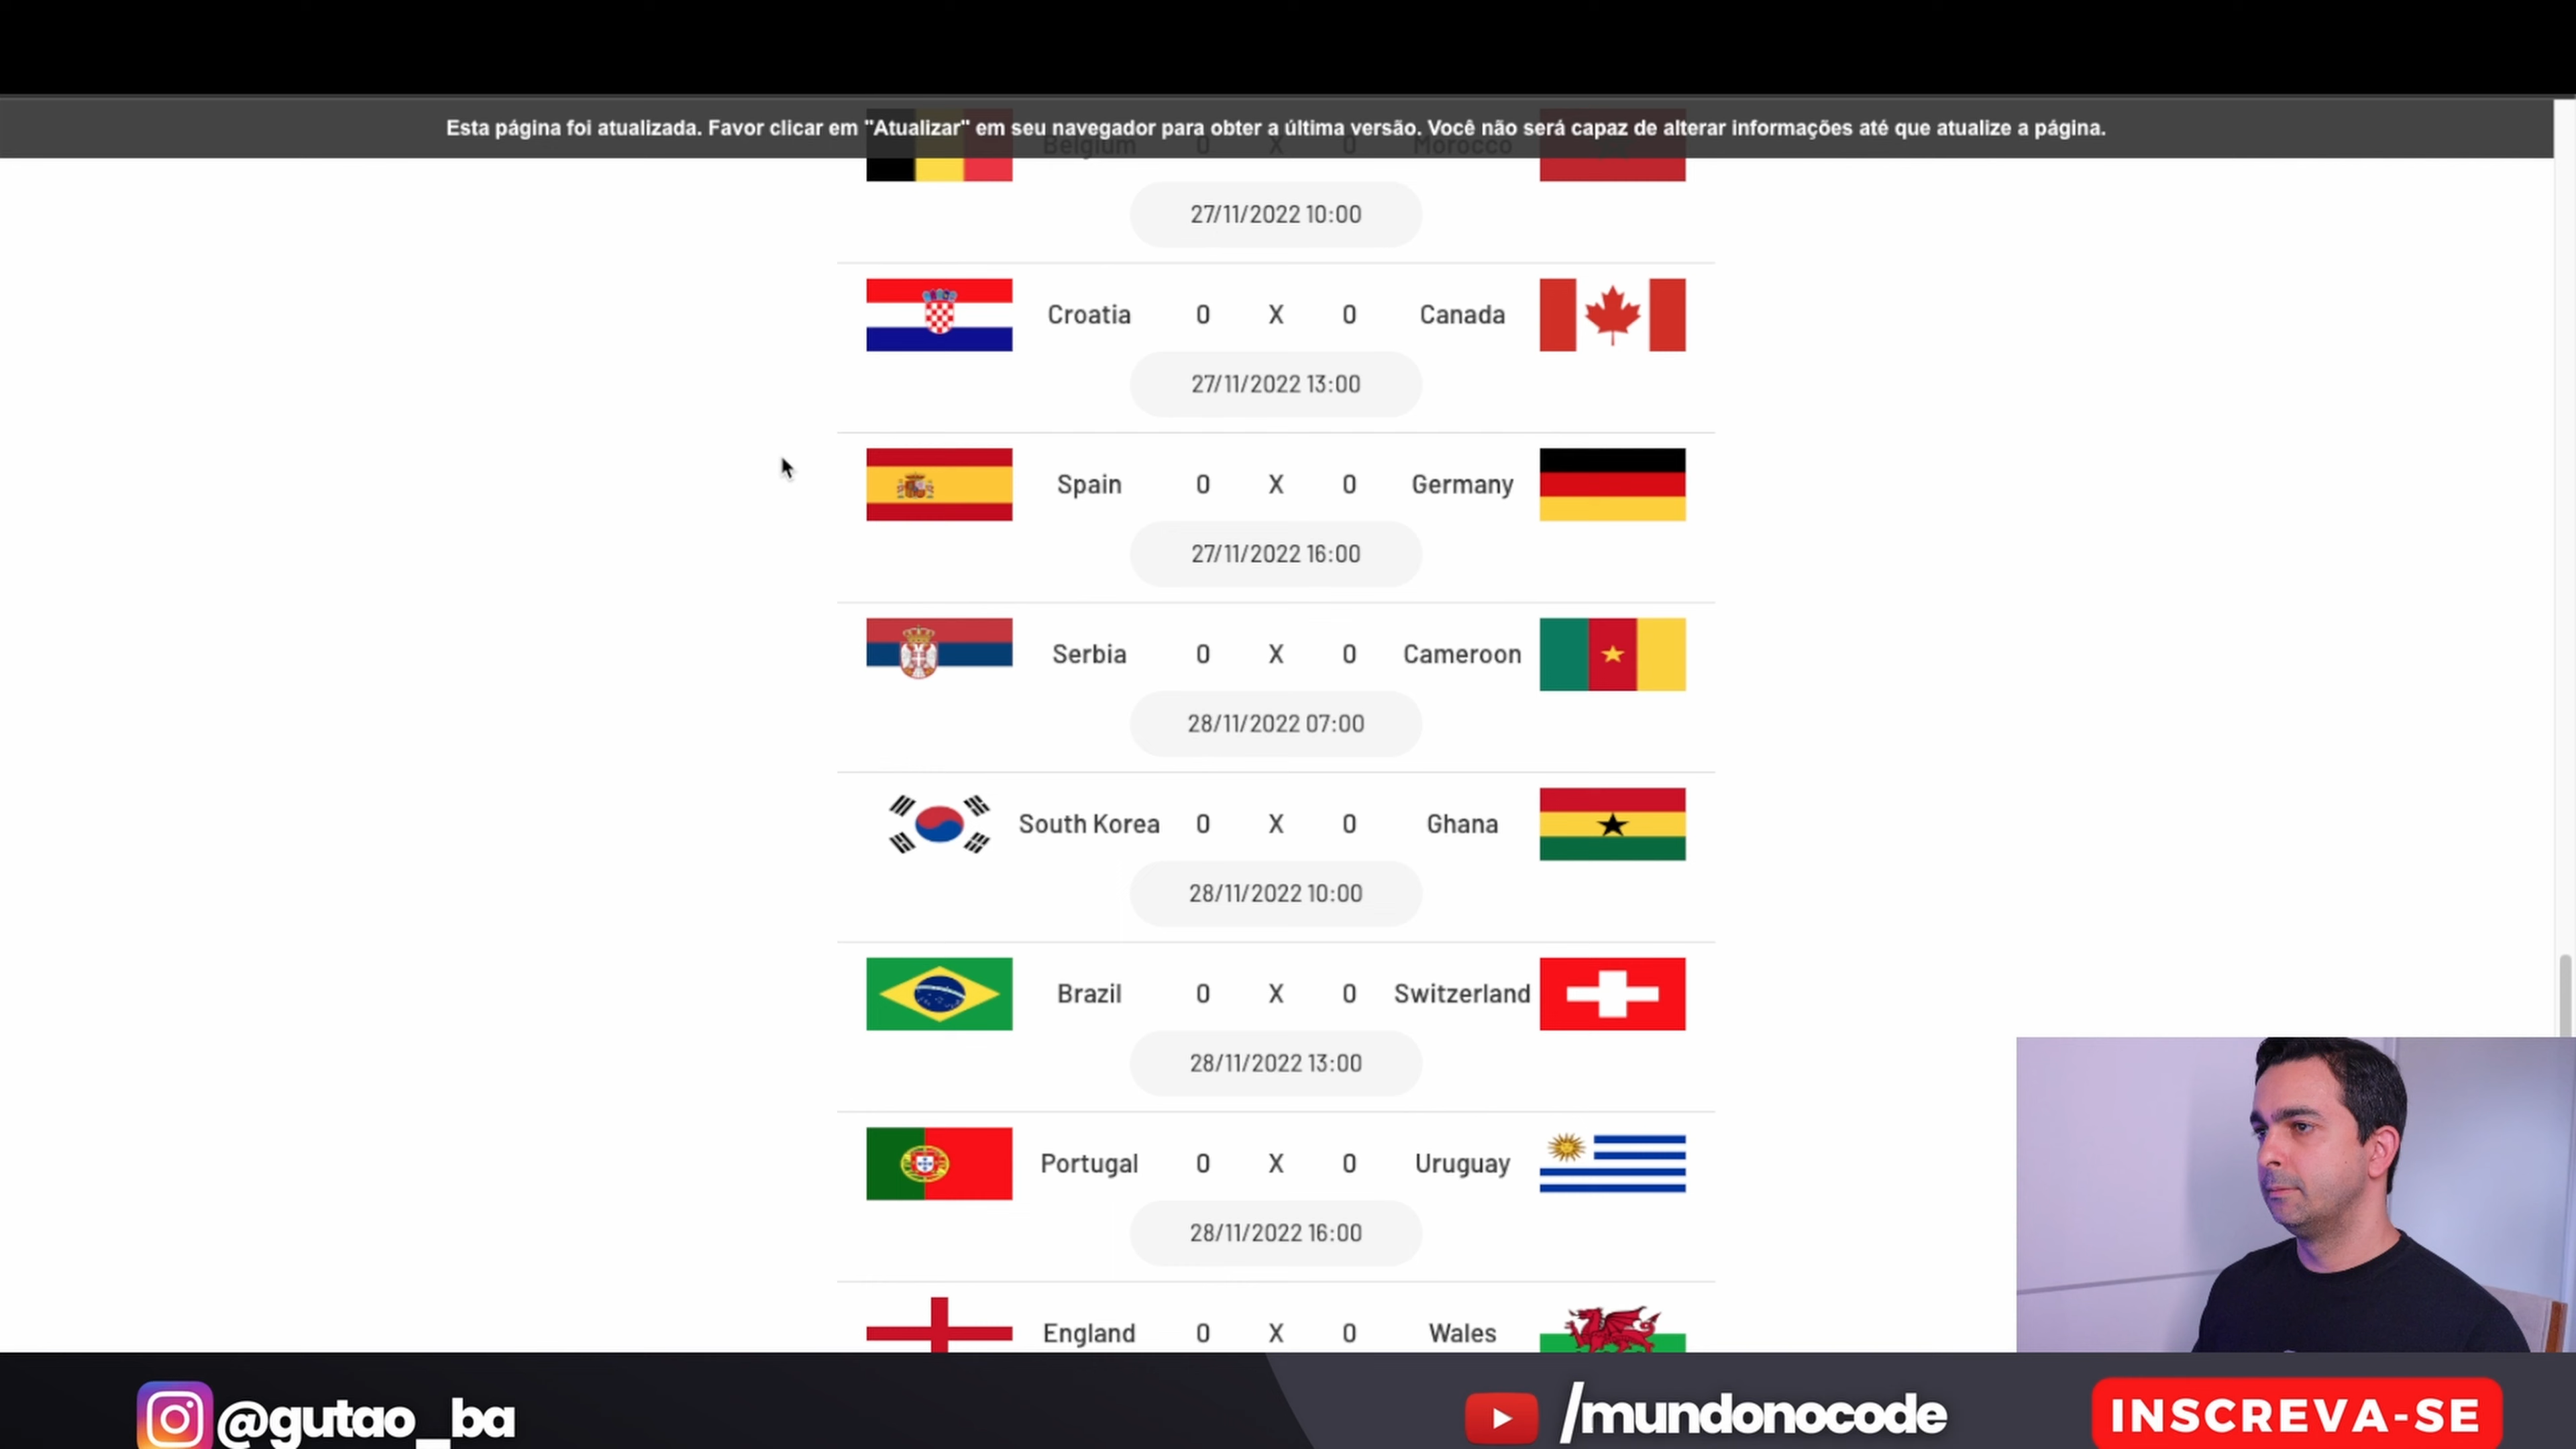 Esta página foi atualizada. Favor clicar em "Atualizar" em seu navegador para obter a última versão. Você não será capaz de alterar informações até que atualize a página.
Belgium 0 X 0 Morocco
27/11/2022 10:00
Croatia 0 X 0 Canada
27/11/2022 13:00
Spain 0 X 0 Germany
27/11/2022 16:00
Serbia 0 X 0 Cameroon
28/11/2022 07:00
South Korea 0 X 0 Ghana
28/11/2022 10:00
Brazil 0 X 0 Switzerland
28/11/2022 13:00
Portugal 0 X 0 Uruguay
28/11/2022 16:00
England 0 X 0 Wales
@gutao_ba /mundonocode INSCREVA-SE